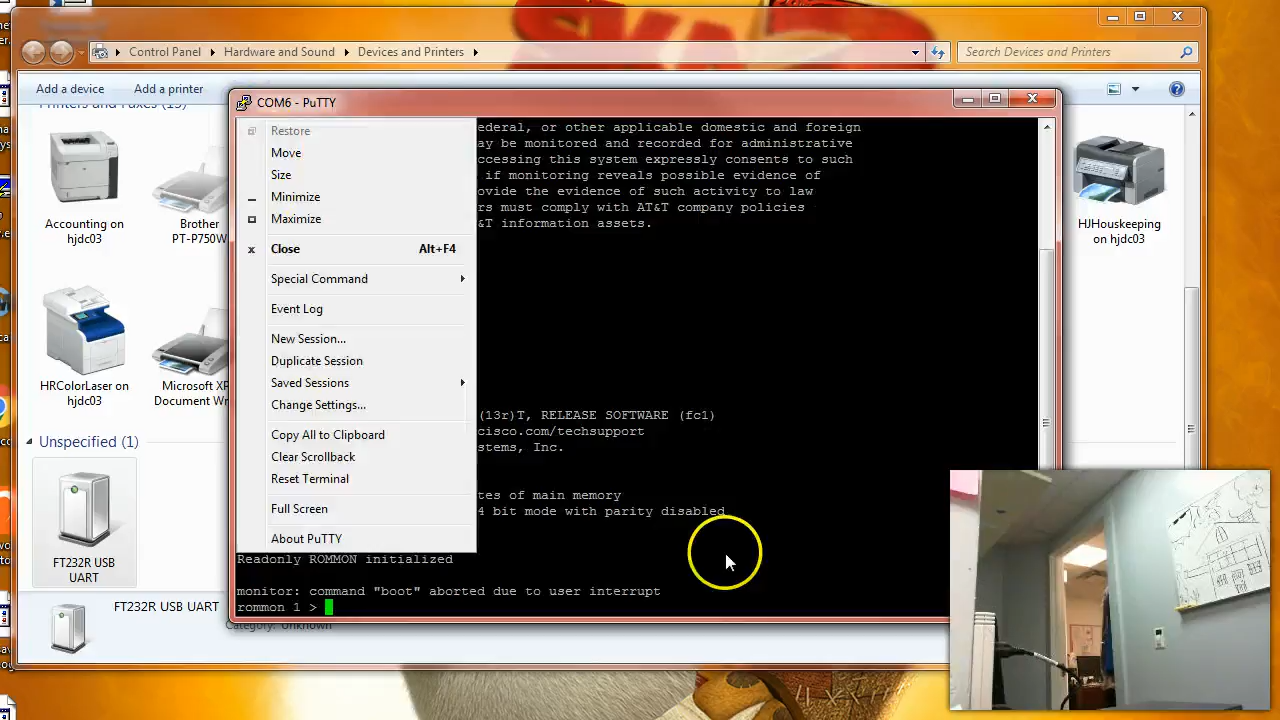 Control Panel
Hardware and Sound
Devices and Printers
Search Devices and Printers
Add a device
Add a printer
Accounting on
hjdc03
Brother
PT-P750W
HRColorLaser on
hjdc03
Microsoft XP
Document Wr
Unspecified (1)
FT232R USB
UART
FT232R USB UART
HJHouskeeping
on hjdc03
COM6 - PuTTY
Restore
Move
Size
Minimize
Maximize
Close Alt+F4
Special Command
Event Log
New Session...
Duplicate Session
Saved Sessions
Change Settings...
Copy All to Clipboard
Clear Scrollback
Reset Terminal
Full Screen
About PuTTY
ederal, or other applicable domestic and foreign
ay be monitored and recorded for administrative
ccessing this system expressly consents to such
if monitoring reveals possible evidence of
ovide the evidence of such activity to law
rs must comply with AT&T company policies
&T information assets.
(13r)T, RELEASE SOFTWARE (fc1)
cisco.com/techsupport
stems, Inc.
tes of main memory
4 bit mode with parity disabled
Readonly ROMMON initialized
monitor: command "boot" aborted due to user interrupt
rommon 1 >